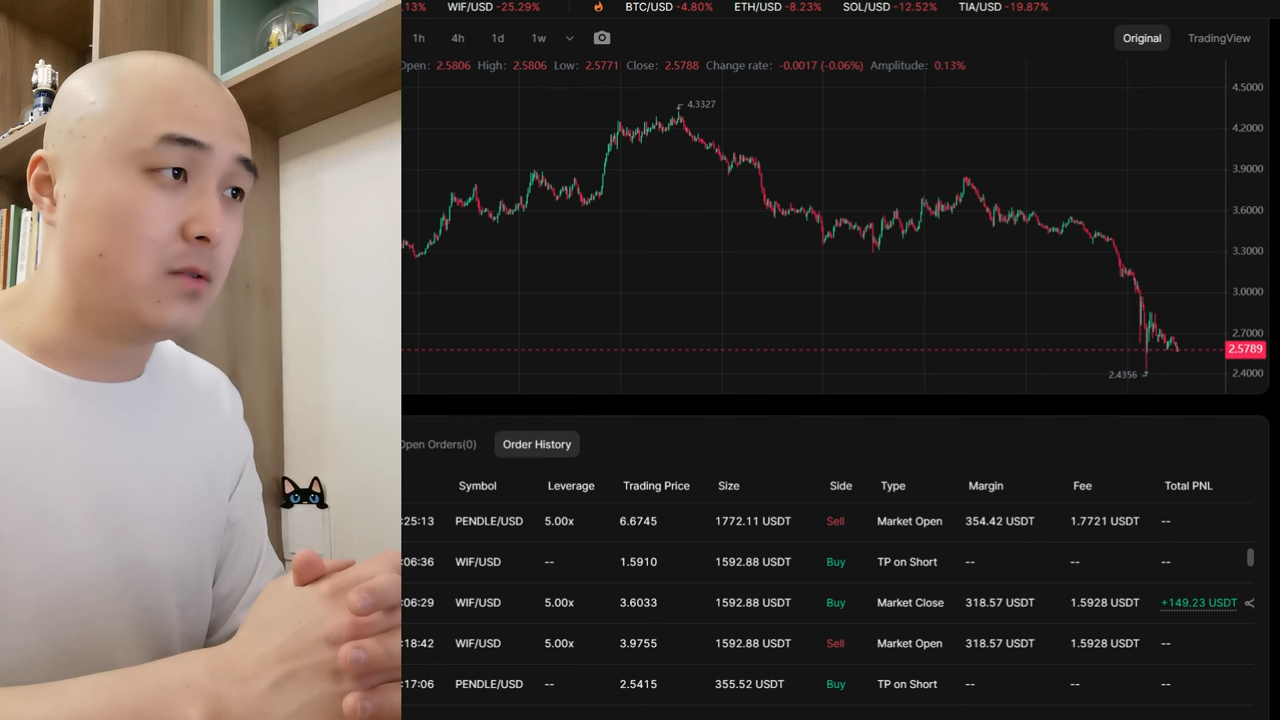 .13% WIF/USD -25.29% BTC/USD -4.80% ETH/USD -8.23% SOL/USD -12.52% TIA/USD -19.87%
1h 4h 1d 1w Original TradingView
Open: 2.5806 High: 2.5806 Low: 2.5771 Close: 2.5788 Change rate: -0.0017 (-0.06%) Amplitude: 0.13%
4.5000
4.3327
4.2000
3.9000
3.6000
3.3000
3.0000
2.7000
2.5789
2.4356
2.4000
Open Orders(0) Order History
Symbol Leverage Trading Price Size Side Type Margin Fee Total PNL
:25:13 PENDLE/USD 5.00x 6.6745 1772.11 USDT Sell Market Open 354.42 USDT 1.7721 USDT --
:06:36 WIF/USD -- 1.5910 1592.88 USDT Buy TP on Short -- -- --
:06:29 WIF/USD 5.00x 3.6033 1592.88 USDT Buy Market Close 318.57 USDT 1.5928 USDT +149.23 USDT
:18:42 WIF/USD 5.00x 3.9755 1592.88 USDT Sell Market Open 318.57 USDT 1.5928 USDT --
:17:06 PENDLE/USD -- 2.5415 355.52 USDT Buy TP on Short -- -- --